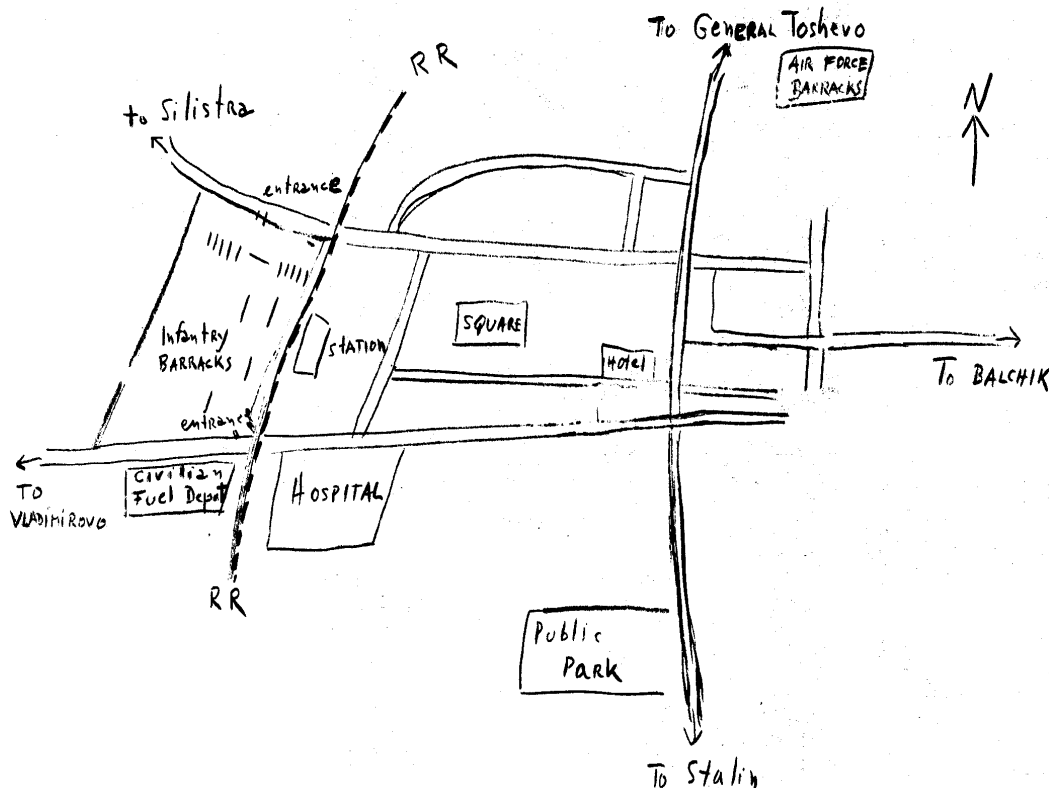 To General Toshevo
AIR FORCE
BARRACKS
RR
N
to Silistra
entrance
Infantry
BARRACKS
STATION
SQUARE
Hotel
To BALCHIK
entrance
Civilian
Fuel Depot
HOSPITAL
TO
VLADIMIROVO
RR
Public
PARK
To Stalin